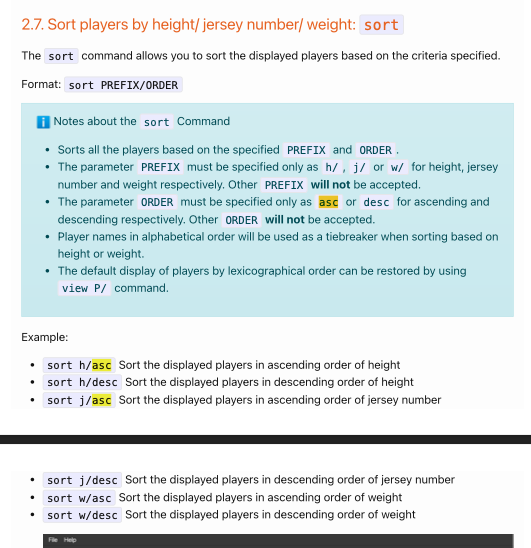 2.7. Sort players by height/ jersey number/ weight: sort
The sort command allows you to sort the displayed players based on the criteria specified.
Format: sort PREFIX/ORDER
Notes about the sort Command
• Sorts all the players based on the specified PREFIX and ORDER .
• The parameter PREFIX must be specified only as h/ , j/ or w/ for height, jersey
number and weight respectively. Other PREFIX will not be accepted.
• The parameter ORDER must be specified only as asc or desc for ascending and
descending respectively. Other ORDER will not be accepted.
• Player names in alphabetical order will be used as a tiebreaker when sorting based on
height or weight.
• The default display of players by lexicographical order can be restored by using
view P/ command.
Example:
• sort h/asc Sort the displayed players in ascending order of height
• sort h/desc Sort the displayed players in descending order of height
• sort j/asc Sort the displayed players in ascending order of jersey number
• sort j/desc Sort the displayed players in descending order of jersey number
• sort w/asc Sort the displayed players in ascending order of weight
• sort w/desc Sort the displayed players in descending order of weight
File Help